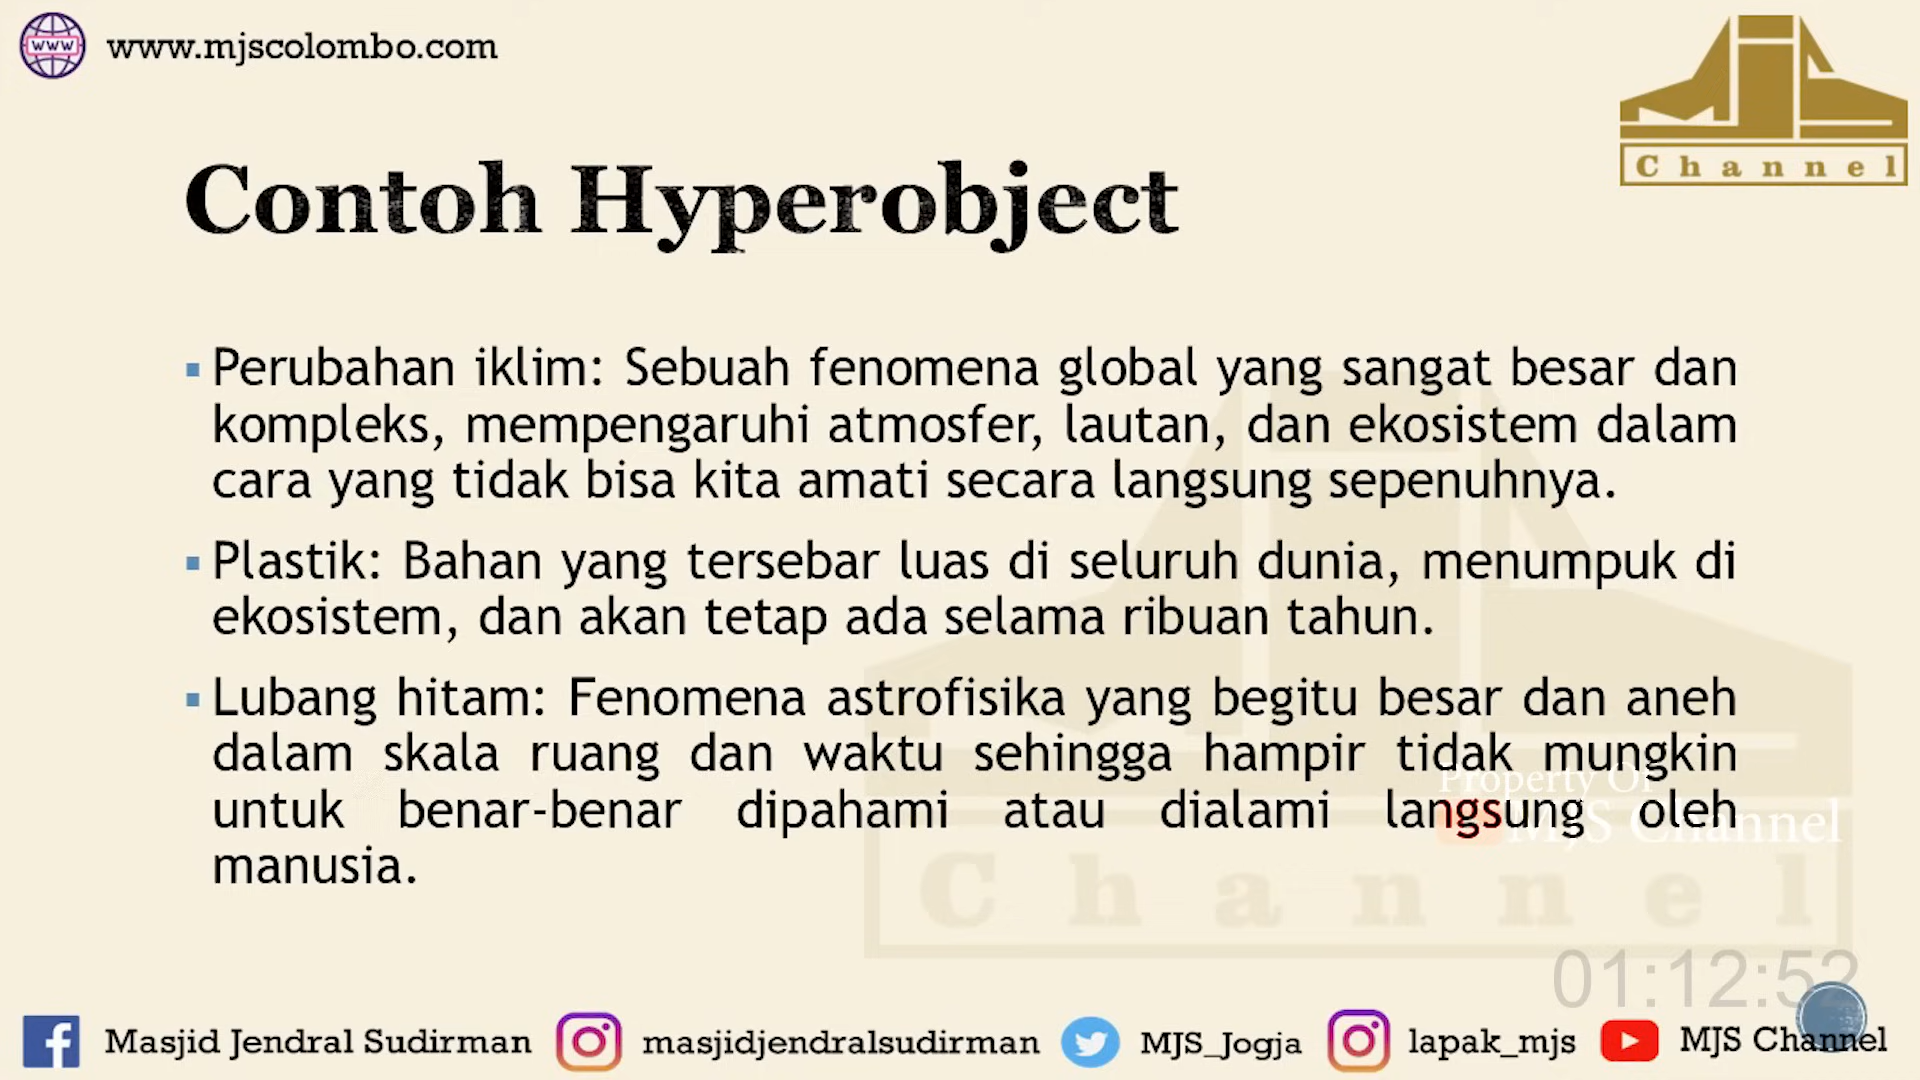 www.mjscolombo.com
WWW
Channel
Contoh Hyperobject
Perubahan iklim: Sebuah fenomena global yang sangat besar dan
kompleks, mempengaruhi atmosfer, lautan, dan ekosistem dalam
cara yang tidak bisa kita amati secara langsung sepenuhnya.
Plastik: Bahan yang tersebar luas di seluruh dunia, menumpuk di
ekosistem, dan akan tetap ada selama ribuan tahun.
Lubang hitam: Fenomena astrofisika yang begitu besar dan aneh
dalam skala ruang dan waktu sehingga hampir tidak mungkin
untuk benar-benar dipahami atau dialami langsung oleh
manusia.
Property Of
MJS Channel
Channel
01:12:52
Masjid Jendral Sudirman masjidjendralsudirman MJS_Jogja lapak_mjs MJS Channel